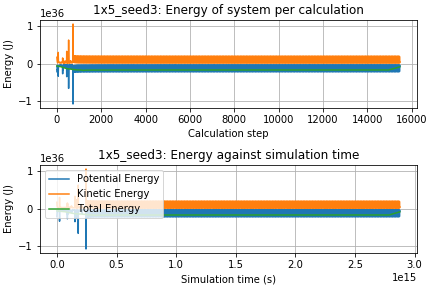 1x5_seed3: Energy of system per calculation
1e36
Energy (J)
1
0
−1
0 2000 4000 6000 8000 10000 12000 14000 16000
Calculation step
1x5_seed3: Energy against simulation time
1e36
Energy (J)
1
0
−1
Potential Energy
Kinetic Energy
Total Energy
0.0 0.5 1.0 1.5 2.0 2.5 3.0
Simulation time (s)
1e15